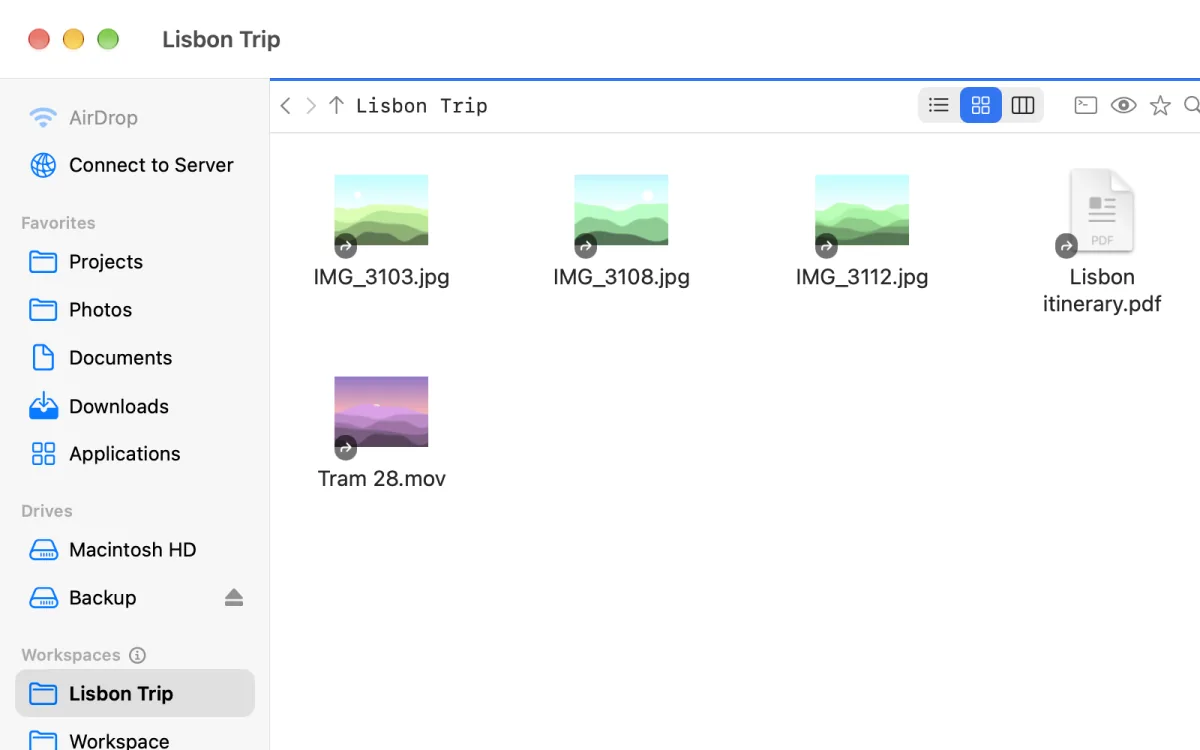 Lisbon Trip
AirDrop
Connect to Server
Favorites
Projects
Photos
Documents
Downloads
Applications
Drives
Macintosh HD
Backup
Workspaces
Lisbon Trip
Workspace
Lisbon Trip
IMG_3103.jpg
IMG_3108.jpg
IMG_3112.jpg
PDF
Lisbon
itinerary.pdf
Tram 28.mov